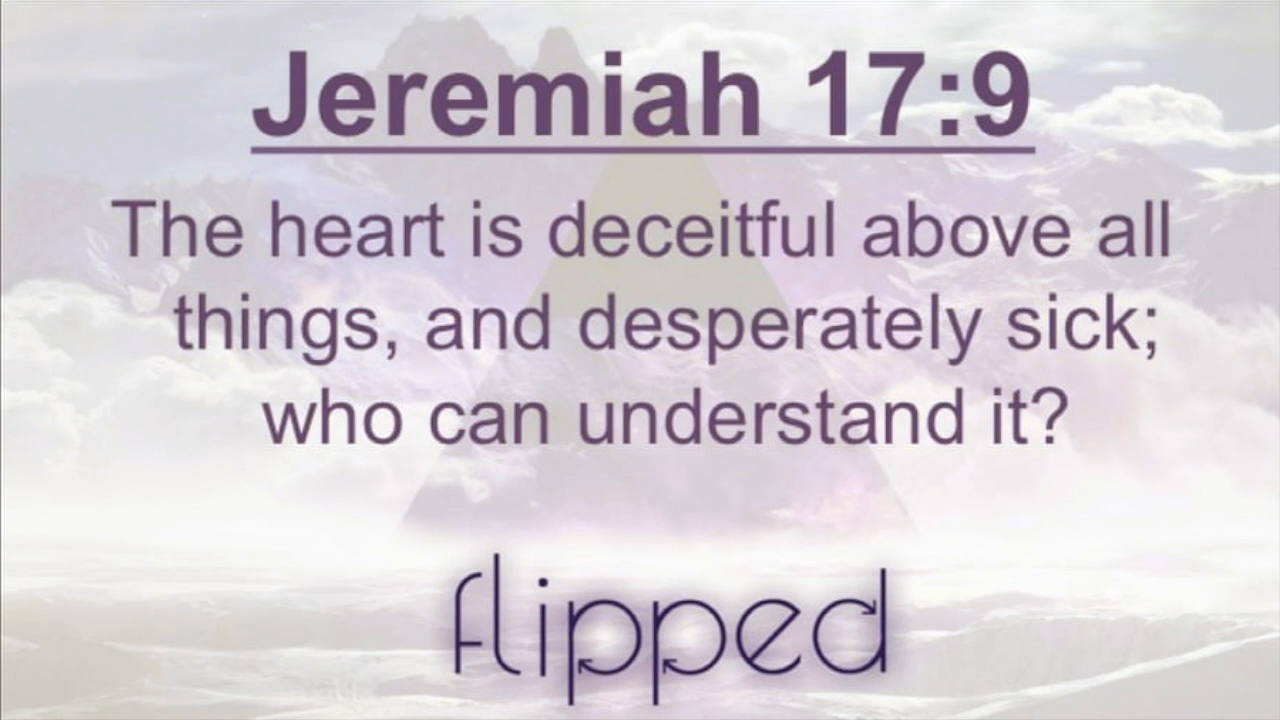 Jeremiah 17:9
The heart is deceitful above all
things, and desperately sick;
who can understand it?
flipped